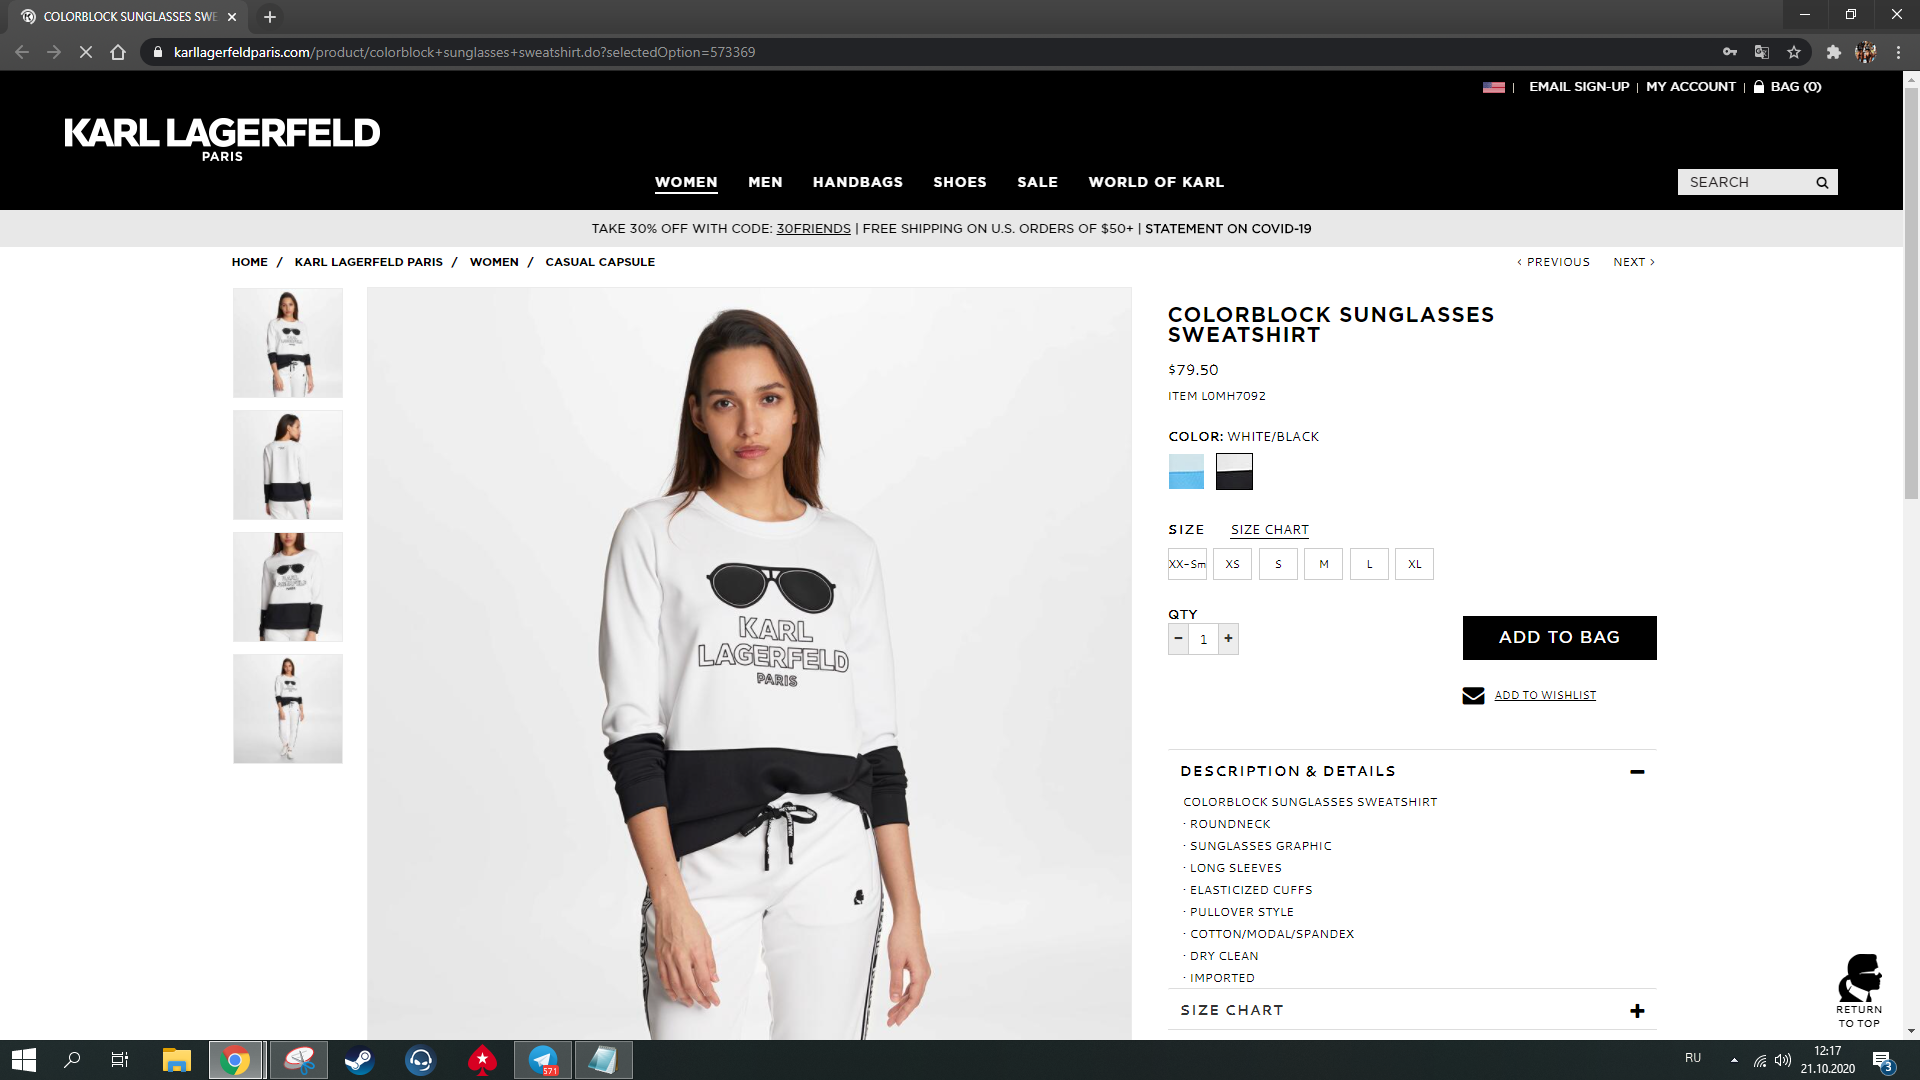 COLORBLOCK SUNGLASSES SWE
karllagerfeldparis.com/product/colorblock+sunglasses+sweatshirt.do?selectedOption=573369
EMAIL SIGN-UP | MY ACCOUNT | BAG (0)
KARL LAGERFELD
PARIS
WOMEN MEN HANDBAGS SHOES SALE WORLD OF KARL
SEARCH
TAKE 30% OFF WITH CODE: 30FRIENDS | FREE SHIPPING ON U.S. ORDERS OF $50+ | STATEMENT ON COVID-19
HOME / KARL LAGERFELD PARIS / WOMEN / CASUAL CAPSULE
‹ PREVIOUS NEXT ›
KARL
LAGERFELD
PARIS
COLORBLOCK SUNGLASSES
SWEATSHIRT
$79.50
ITEM L0MH7092
COLOR: WHITE/BLACK
SIZE SIZE CHART
XX-Sm XS S M L XL
QTY
- 1 +
ADD TO BAG
ADD TO WISHLIST
DESCRIPTION & DETAILS
COLORBLOCK SUNGLASSES SWEATSHIRT
· ROUNDNECK
· SUNGLASSES GRAPHIC
· LONG SLEEVES
· ELASTICIZED CUFFS
· PULLOVER STYLE
· COTTON/MODAL/SPANDEX
· DRY CLEAN
· IMPORTED
SIZE CHART
RETURN
TO TOP
571
RU
12:17
21.10.2020
3